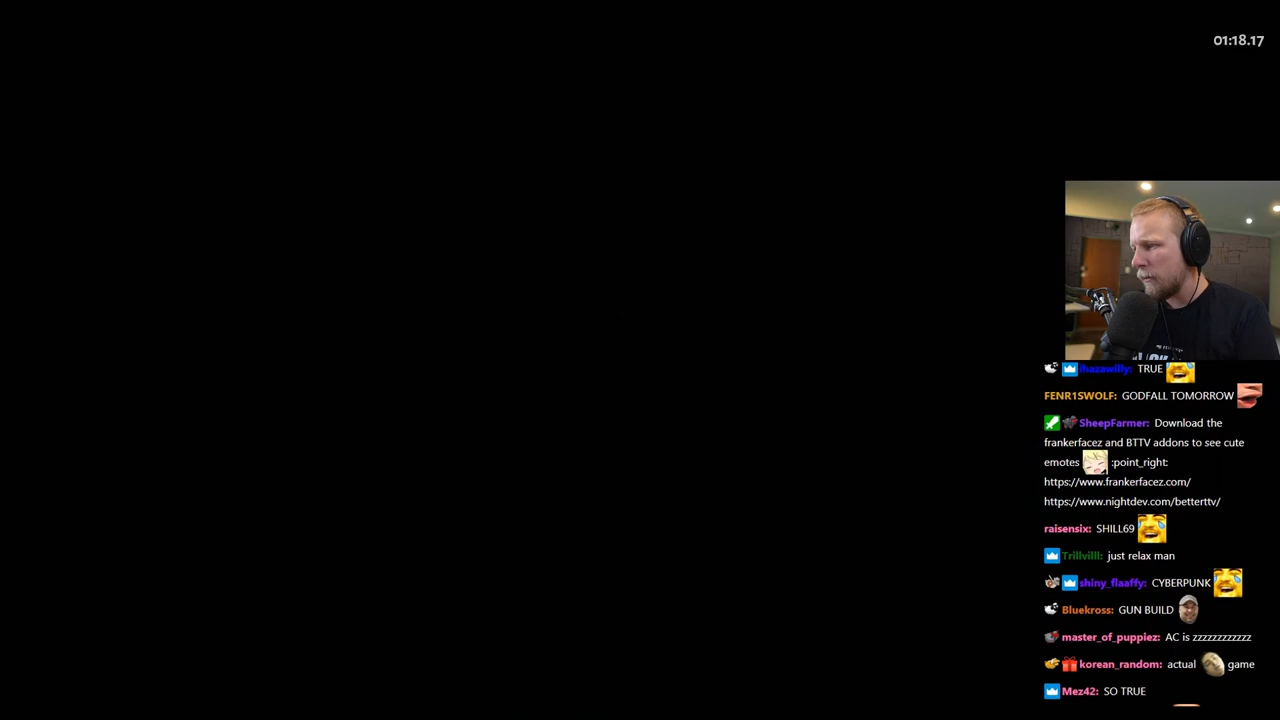 01:18.17
ibazawilly: TRUE
FENR1SWOLF: GODFALL TOMORROW
SheepFarmer: Download the
frankerfacez and BTTV addons to see cute
emotes :point_right:
https://www.frankerfacez.com/
https://www.nightdev.com/betterttv/
raisensix: SHILL69
Trillvilll: just relax man
shiny_flaaffy: CYBERPUNK
Bluekross: GUN BUILD
master_of_puppiez: AC is zzzzzzzzzzzz
korean_random: actual game
Mez42: SO TRUE